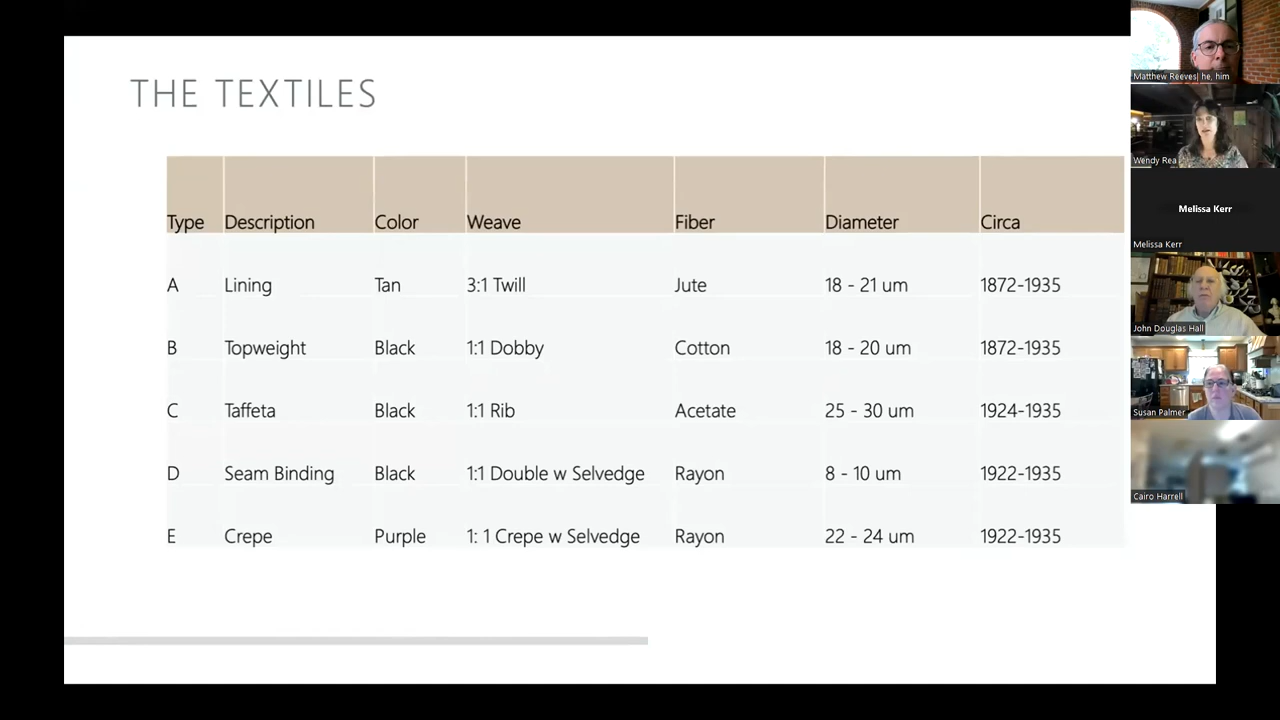 THE TEXTILES
Type Description Color Weave Fiber Diameter Circa
A Lining Tan 3:1 Twill Jute 18 - 21 um 1872-1935
B Topweight Black 1:1 Dobby Cotton 18 - 20 um 1872-1935
C Taffeta Black 1:1 Rib Acetate 25 - 30 um 1924-1935
D Seam Binding Black 1:1 Double w Selvedge Rayon 8 - 10 um 1922-1935
E Crepe Purple 1: 1 Crepe w Selvedge Rayon 22 - 24 um 1922-1935
Matthew Reeves| he, him
Wendy Rea
Melissa Kerr
Melissa Kerr
John Douglas Hall
Susan Palmer
Cairo Harrell